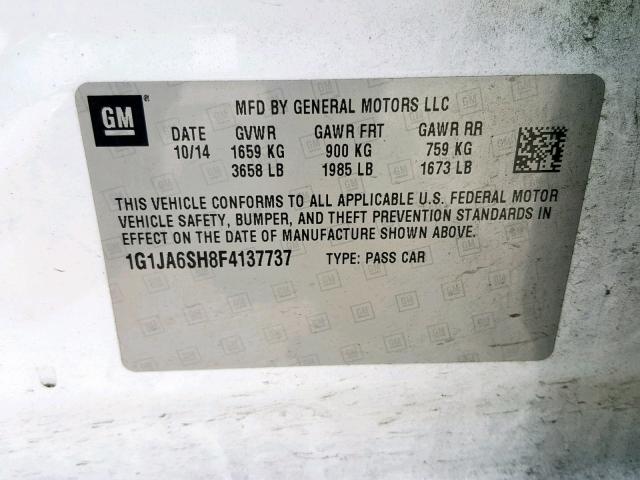 GM ® MFD BY GENERAL MOTORS LLC
DATE GVWR GAWR FRT GAWR RR
10/14 1659 KG 900 KG 759 KG
3658 LB 1985 LB 1673 LB
THIS VEHICLE CONFORMS TO ALL APPLICABLE U.S. FEDERAL MOTOR
VEHICLE SAFETY, BUMPER, AND THEFT PREVENTION STANDARDS IN
EFFECT ON THE DATE OF MANUFACTURE SHOWN ABOVE.
1G1JA6SH8F4137737 TYPE: PASS CAR